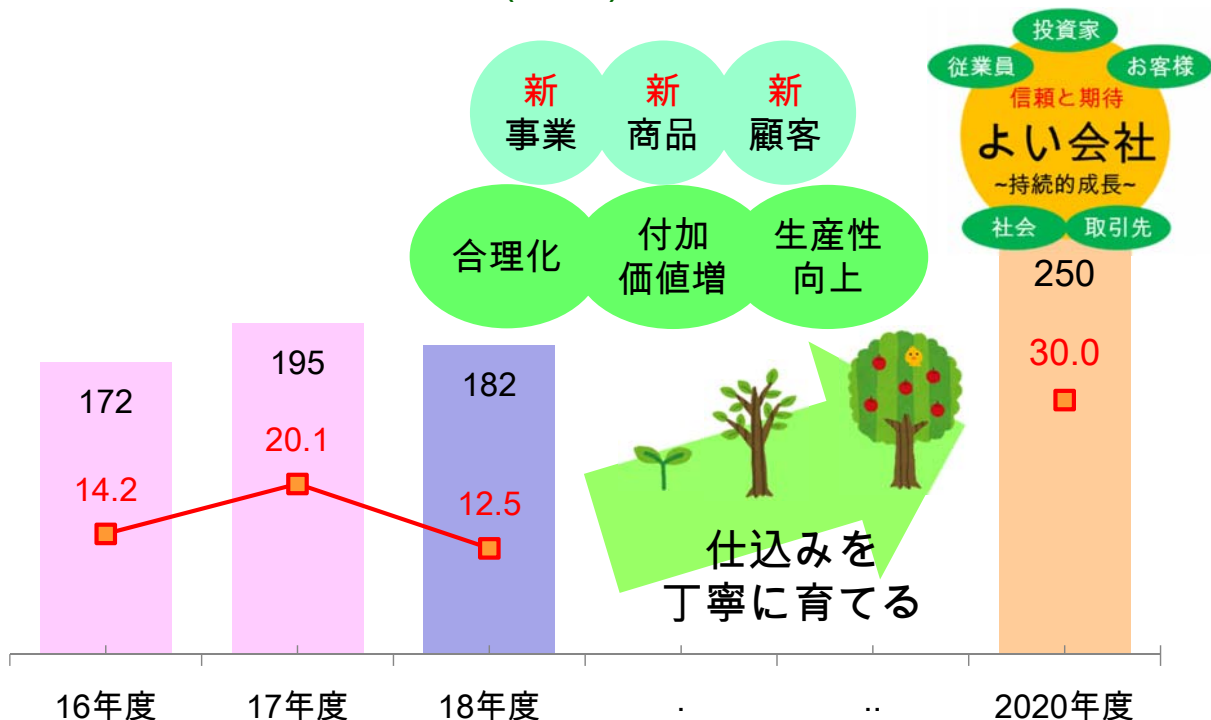 投資家
従業員
お客様
信頼と期待
よい会社
~持続的成長~
社会
取引先
新
事業
新
商品
新
顧客
合理化
付加
価値増
生産性
向上
172
195
182
250
14.2
20.1
12.5
30.0
仕込みを
丁寧に育てる
16年度
17年度
18年度
.
..
2020年度